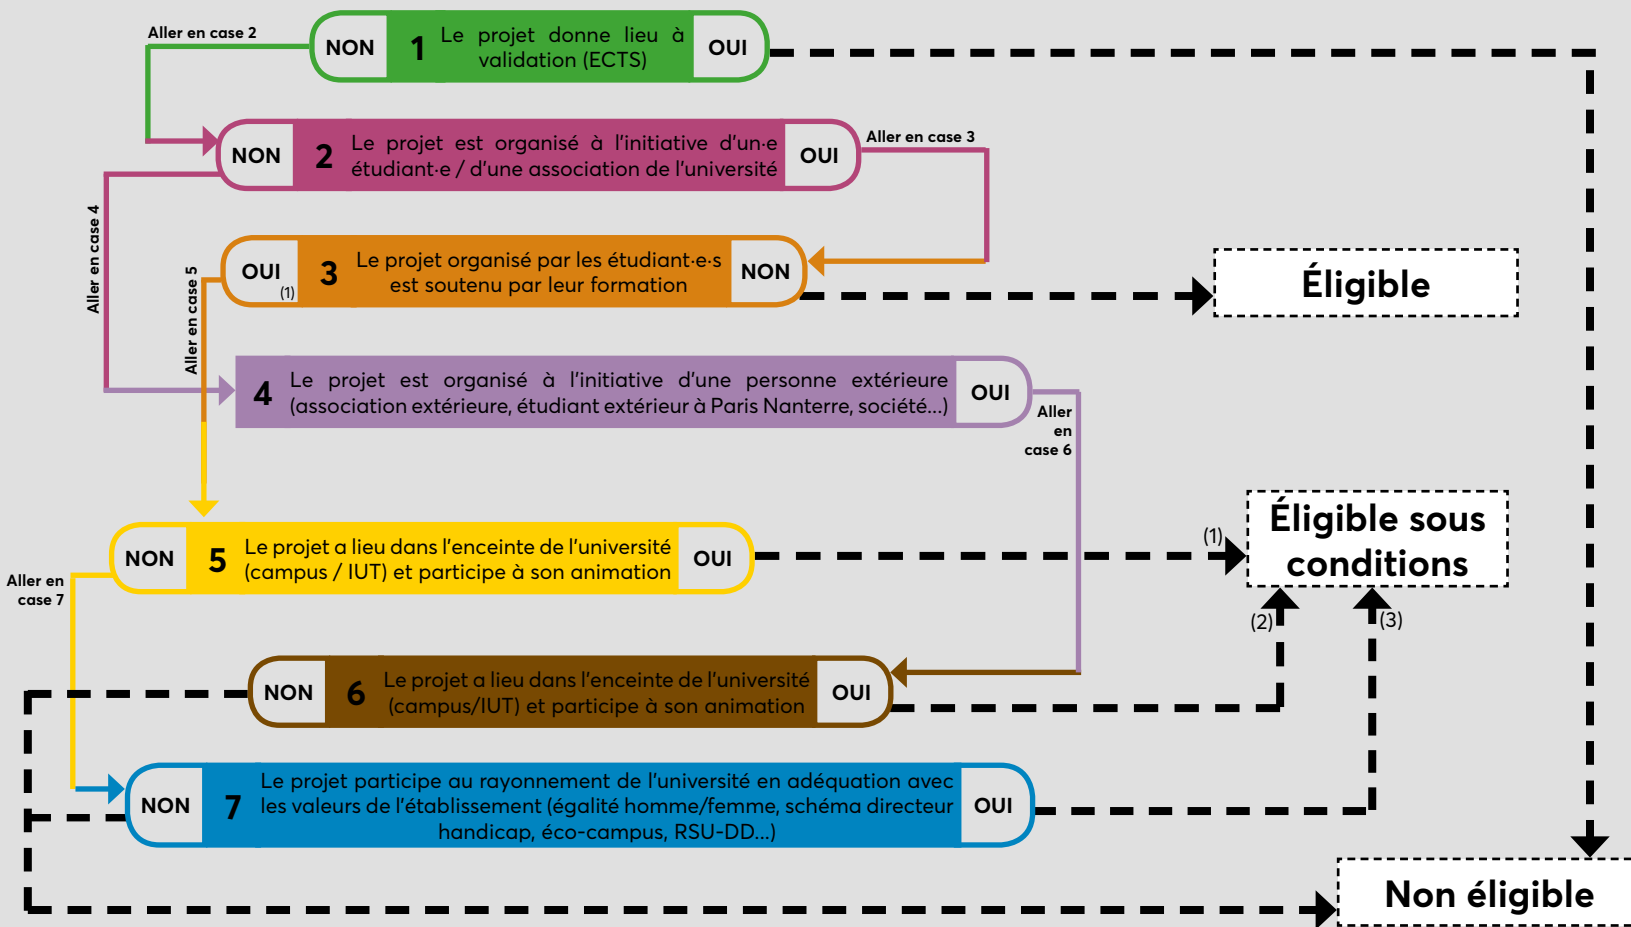 Aller en case 2
NON
1
Le projet donne lieu à
validation (ECTS)
OUI
NON
2
Le projet est organisé à l'initiative d'un·e
étudiant·e / d'une association de l'université
OUI
Aller en case 3
Aller en case 4
Aller en case 5
OUI
(1)
3
Le projet organisé par les étudiant·e·s
est soutenu par leur formation
NON
Éligible
4
Le projet est organisé à l'initiative d'une personne extérieure
(association extérieure, étudiant extérieur à Paris Nanterre, société...)
OUI
Aller
en
case 6
NON
5
Le projet a lieu dans l'enceinte de l'université
(campus / IUT) et participe à son animation
OUI
(1)
Éligible sous
conditions
Aller en
case 7
(2)
(3)
NON
6
Le projet a lieu dans l'enceinte de l'université
(campus/IUT) et participe à son animation
OUI
NON
7
Le projet participe au rayonnement de l'université en adéquation avec
les valeurs de l'établissement (égalité homme/femme, schéma directeur
handicap, éco-campus, RSU-DD...)
OUI
Non éligible